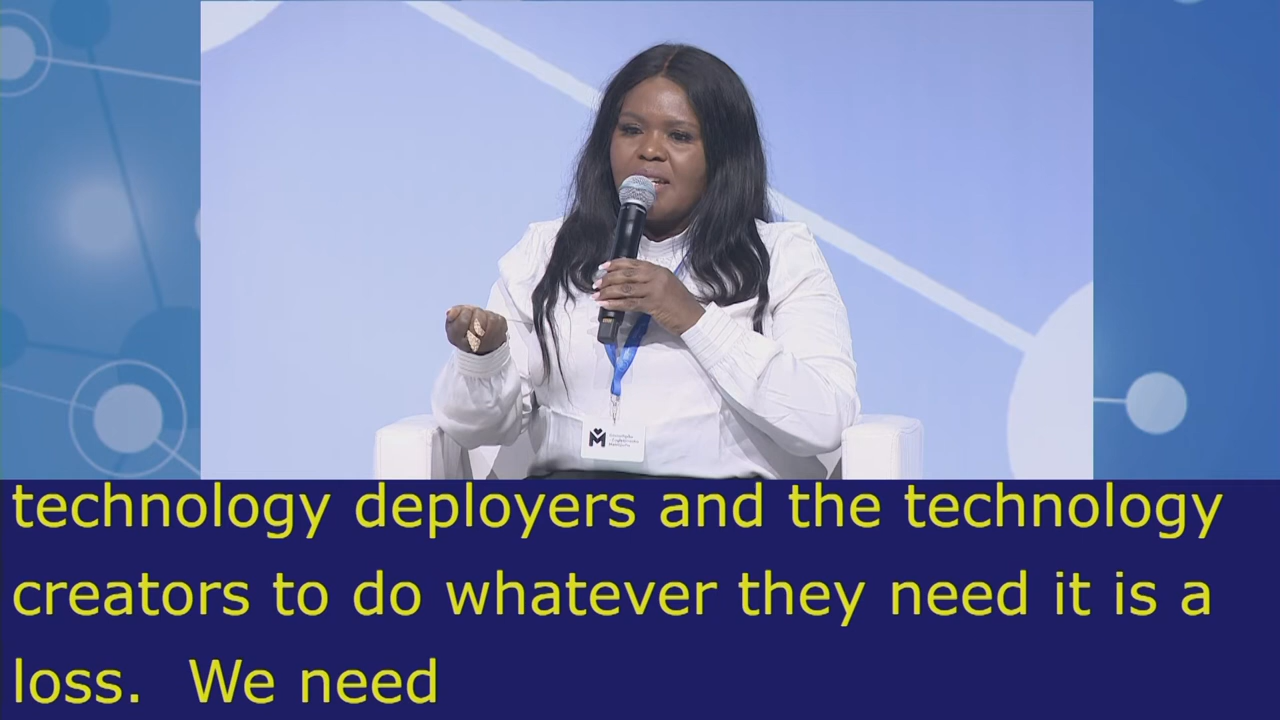 technology deployers and the technology
creators to do whatever they need it is a
loss. We need